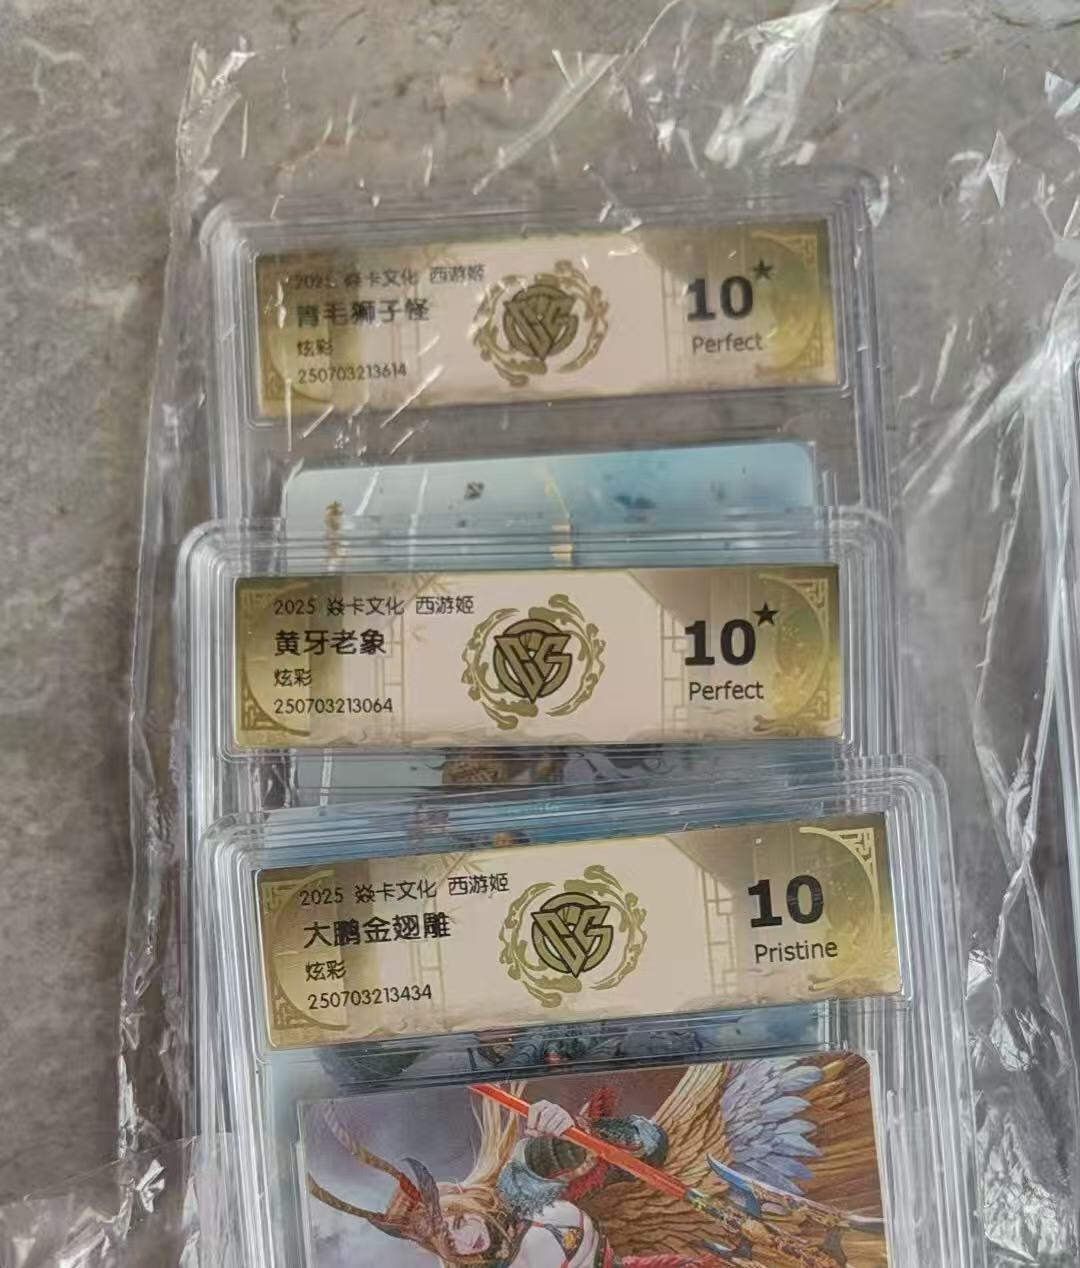 2025 焱卡文化 西游姬
青毛狮子怪
炫彩
250703213614
10★
Perfect
2025 焱卡文化 西游姬
黄牙老象
炫彩
250703213064
10★
Perfect
2025 焱卡文化 西游姬
大鹏金翅雕
炫彩
250703213434
10
Pristine